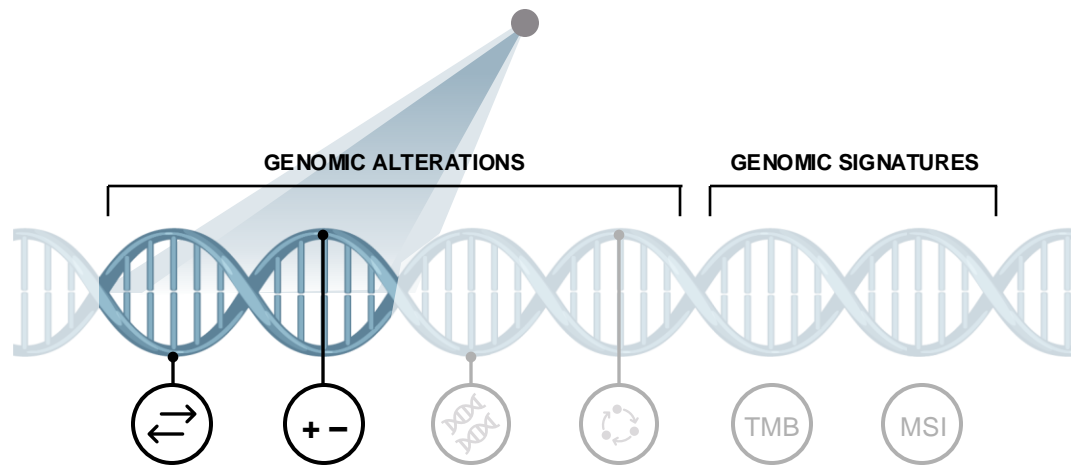 GENOMIC ALTERATIONS
GENOMIC SIGNATURES
+ −
TMB
MSI